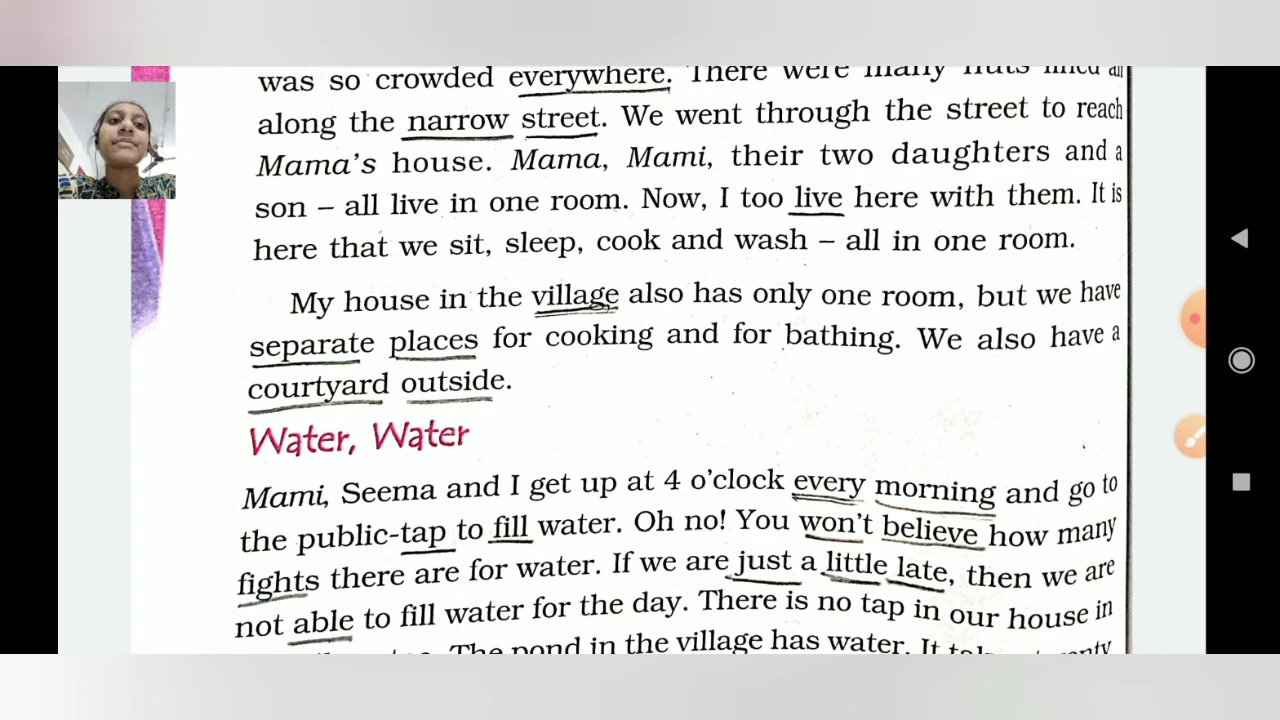 was so crowded everywhere. There were many huts lined all
along the narrow street. We went through the street to reach
Mama's house. Mama, Mami, their two daughters and a
son – all live in one room. Now, I too live here with them. It is
here that we sit, sleep, cook and wash – all in one room.
My house in the village also has only one room, but we have
separate places for cooking and for bathing. We also have a
courtyard outside.
Water, Water
Mami, Seema and I get up at 4 o'clock every morning and go to
the public-tap to fill water. Oh no! You won't believe how many
fights there are for water. If we are just a little late, then we are
not able to fill water for the day. There is no tap in our house in
The pond in the village has water. It